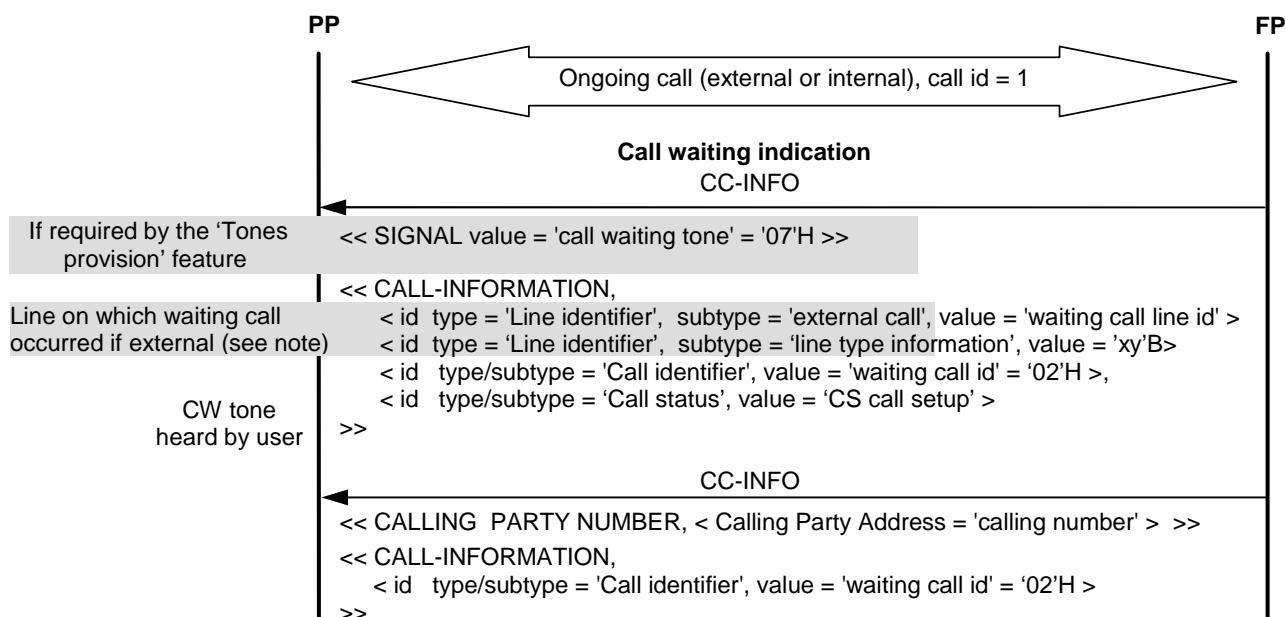 PP
FP
Ongoing call (external or internal), call id = 1
Call waiting indication
CC-INFO
If required by the ‘Tones
provision’ feature
<< SIGNAL value = 'call waiting tone' = '07'H >>
<< CALL-INFORMATION,
Line on which waiting call
occurred if external (see note)
< id type = 'Line identifier', subtype = 'external call', value = 'waiting call line id' >
< id type = ‘Line identifier’, subtype = ‘line type information’, value = ‘xy’B>
< id type/subtype = 'Call identifier', value = 'waiting call id' = ‘02’H >,
< id type/subtype = ‘Call status’, value = ‘CS call setup’ >
>>
CW tone
heard by user
CC-INFO
<< CALLING PARTY NUMBER, < Calling Party Address = 'calling number' > >>
<< CALL-INFORMATION,
< id type/subtype = 'Call identifier', value = 'waiting call id' = ‘02’H >
>>